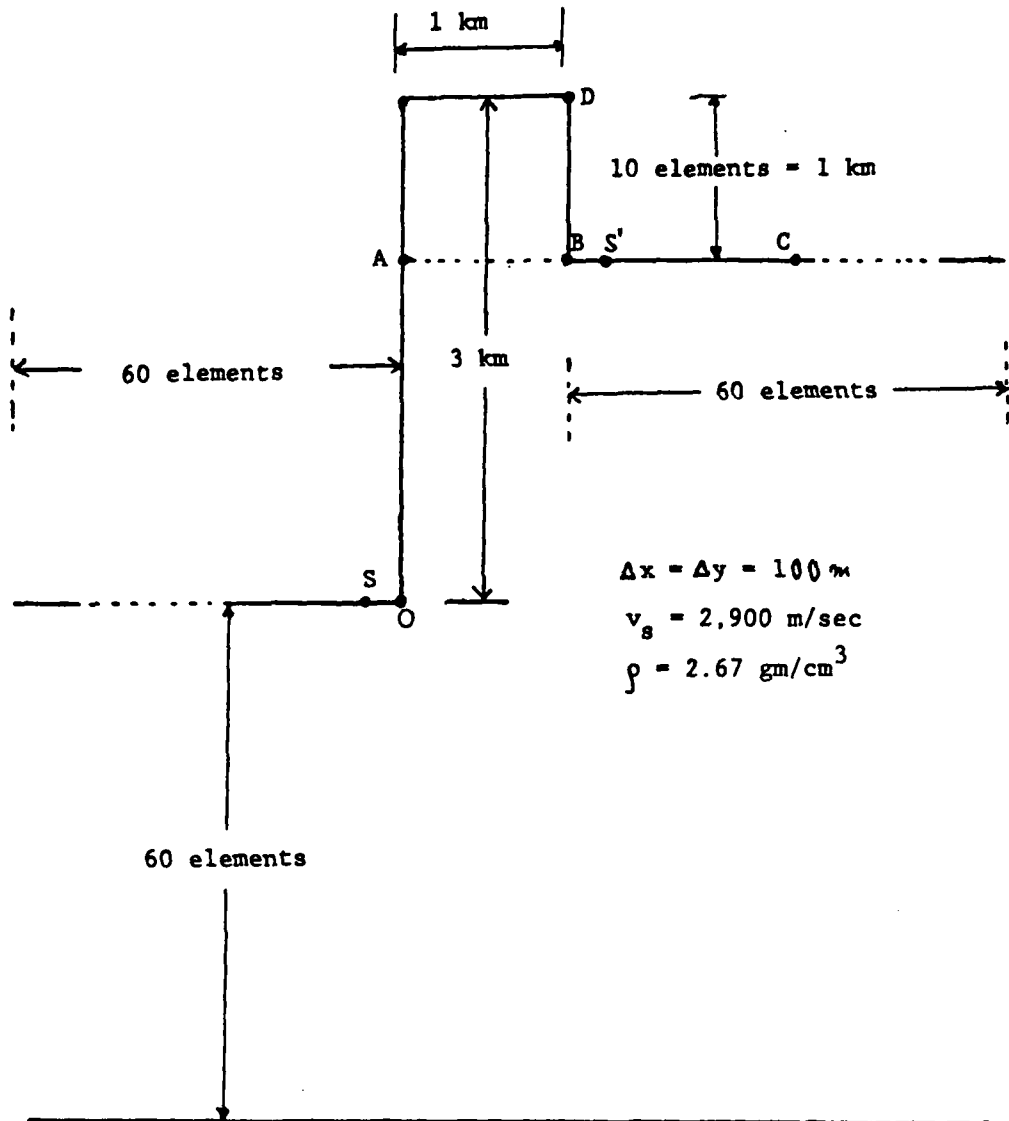 1 km
D
10 elements = 1 km
A
B
S'
C
60 elements
3 km
60 elements
S
O
Δx = Δy = 100 m
v_s = 2,900 m/sec
ρ = 2.67 gm/cm³
60 elements